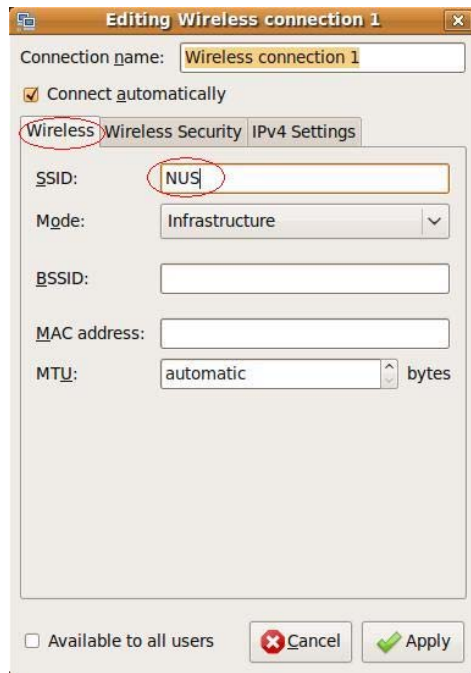 Editing Wireless connection 1
Connection name: Wireless connection 1
Connect automatically
Wireless Wireless Security IPv4 Settings
SSID: NUS
Mode: Infrastructure
BSSID:
MAC address:
MTU: automatic bytes
Available to all users Cancel Apply